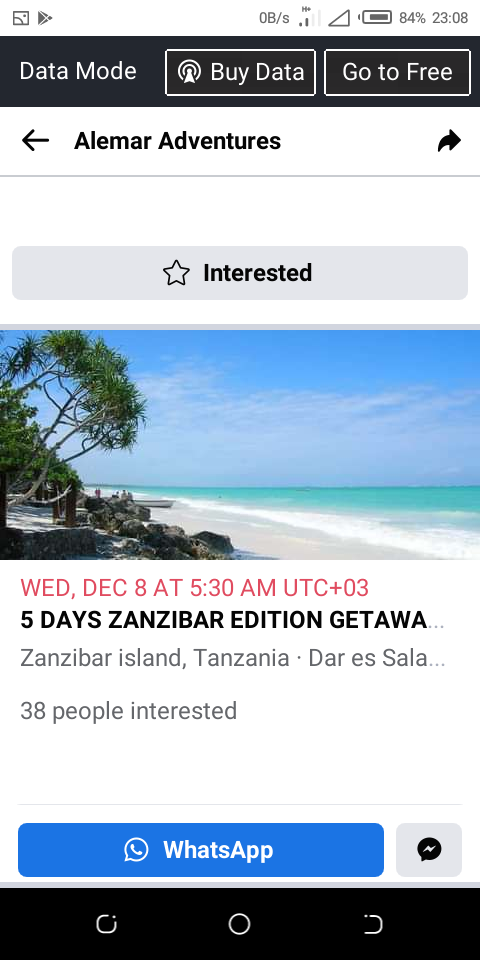 0B/s H+ 84% 23:08
Data Mode Buy Data Go to Free
Alemar Adventures
Interested
WED, DEC 8 AT 5:30 AM UTC+03
5 DAYS ZANZIBAR EDITION GETAWA...
Zanzibar island, Tanzania · Dar es Sala...
38 people interested
WhatsApp